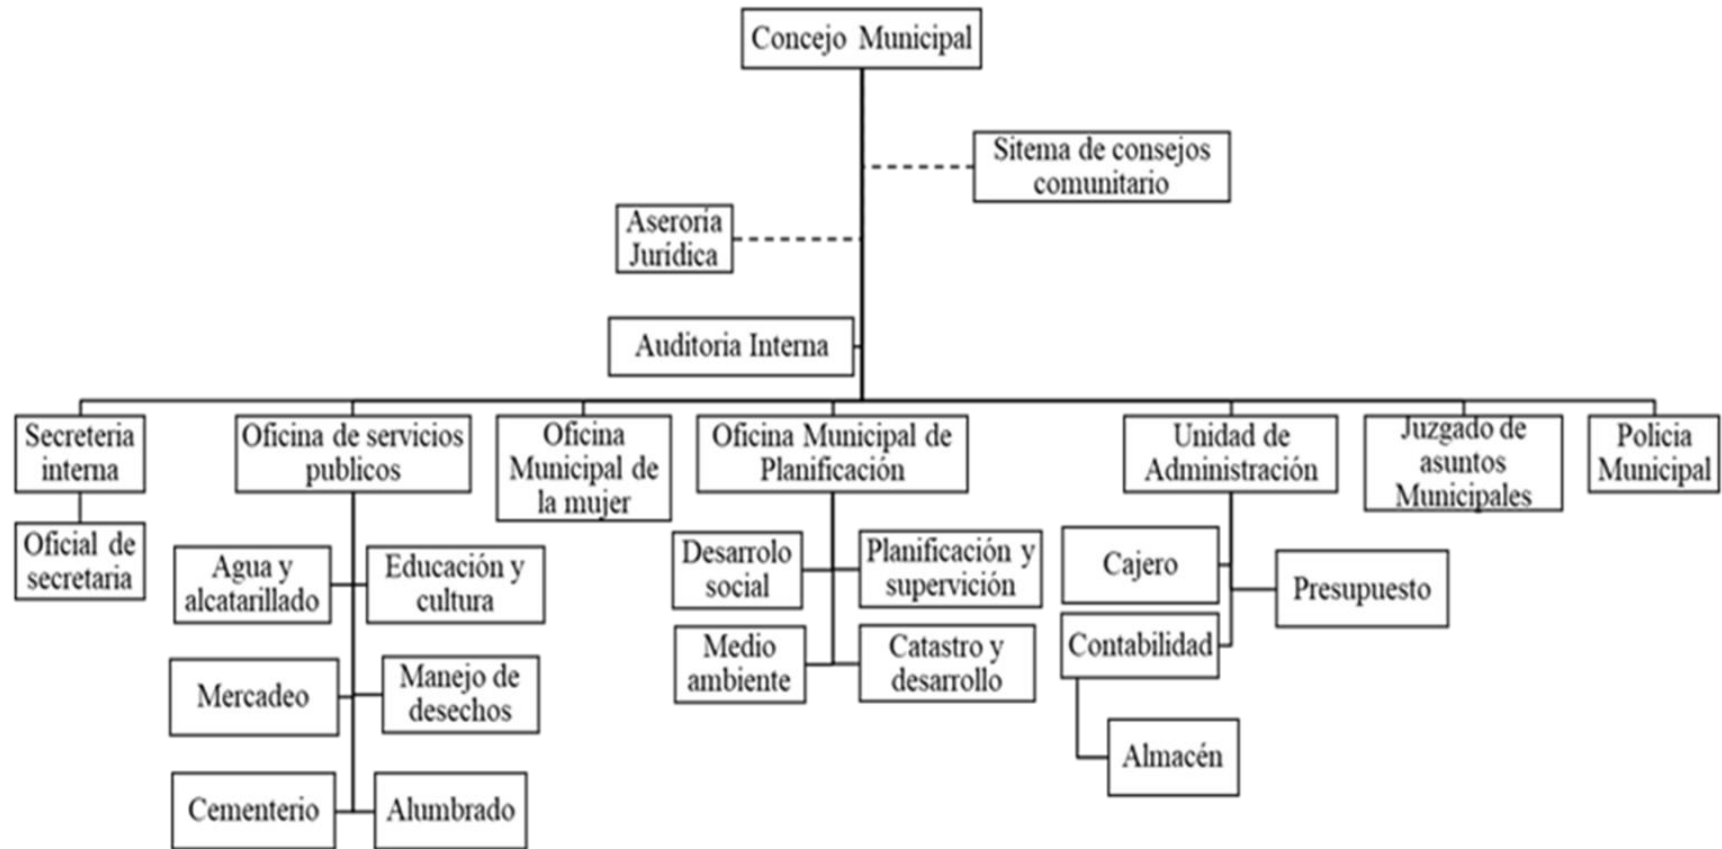 Concejo Municipal
Sitema de consejos
comunitario
Aseroría
Jurídica
Auditoria Interna
Secreteria
interna
Oficina de servicios
publicos
Oficina
Municipal de
la mujer
Oficina Municipal de
Planificación
Unidad de
Administración
Juzgado de
asuntos
Municipales
Policia
Municipal
Oficial de
secretaria
Agua y
alcatarillado
Educación y
cultura
Desarrolo
social
Planificación y
supervición
Cajero
Presupuesto
Mercadeo
Manejo de
desechos
Medio
ambiente
Catastro y
desarrollo
Contabilidad
Almacén
Cementerio
Alumbrado